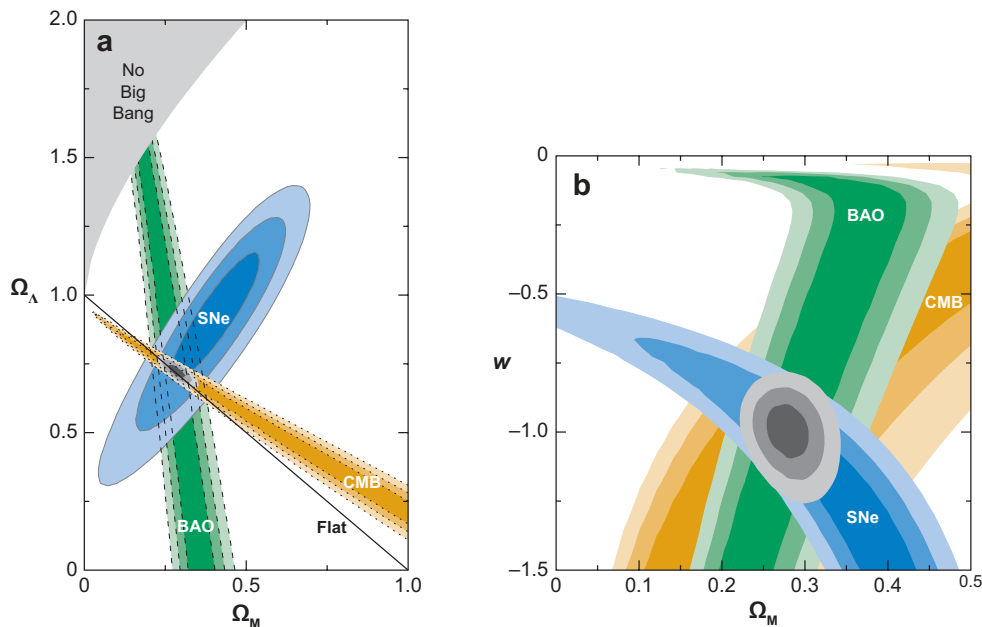 a
No
Big
Bang
2.0
1.5
1.0
0.5
0
Ω_Λ
SNe
CMB
BAO
Flat
0
0.5
1.0
Ω_M
b
0
–0.5
–1.0
–1.5
w
BAO
CMB
SNe
0
0.1
0.2
0.3
0.4
0.5
Ω_M